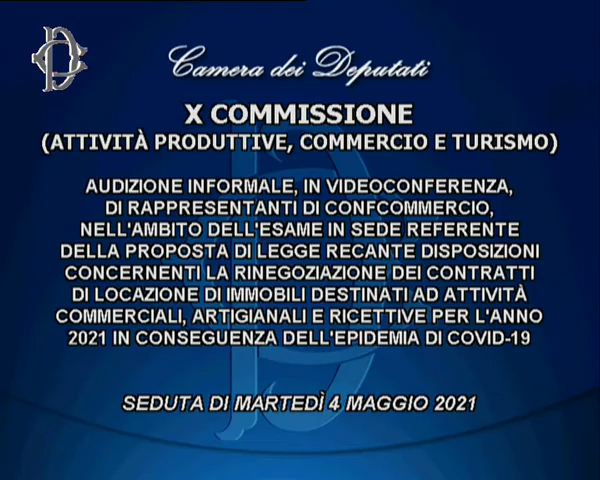 Camera dei Deputati
X COMMISSIONE
(ATTIVITÀ PRODUTTIVE, COMMERCIO E TURISMO)
AUDIZIONE INFORMALE, IN VIDEOCONFERENZA,
DI RAPPRESENTANTI DI CONFCOMMERCIO,
NELL'AMBITO DELL'ESAME IN SEDE REFERENTE
DELLA PROPOSTA DI LEGGE RECANTE DISPOSIZIONI
CONCERNENTI LA RINEGOZIAZIONE DEI CONTRATTI
DI LOCAZIONE DI IMMOBILI DESTINATI AD ATTIVITÀ
COMMERCIALI, ARTIGIANALI E RICETTIVE PER L'ANNO
2021 IN CONSEGUENZA DELL'EPIDEMIA DI COVID-19
SEDUTA DI MARTEDÌ 4 MAGGIO 2021